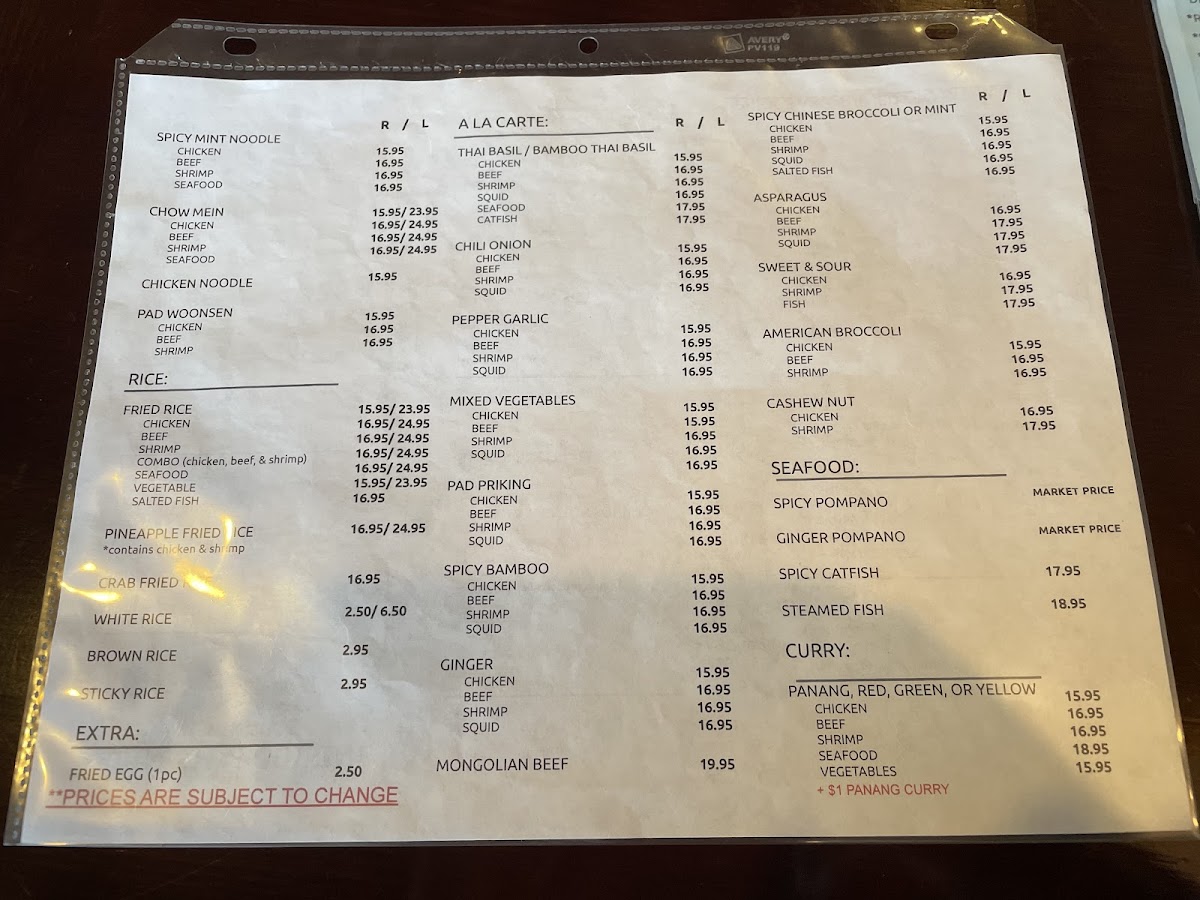 AVERY®
PV119
R / L
SPICY MINT NOODLE
CHICKEN 15.95
BEEF 16.95
SHRIMP 16.95
SEAFOOD 16.95
CHOW MEIN
CHICKEN 15.95/ 23.95
BEEF 16.95/ 24.95
SHRIMP 16.95/ 24.95
SEAFOOD 16.95/ 24.95
CHICKEN NOODLE 15.95
PAD WOONSEN
CHICKEN 15.95
BEEF 16.95
SHRIMP 16.95
RICE:
FRIED RICE
CHICKEN 15.95/ 23.95
BEEF 16.95/ 24.95
SHRIMP 16.95/ 24.95
COMBO (chicken, beef, & shrimp) 16.95/ 24.95
SEAFOOD 16.95/ 24.95
VEGETABLE 15.95/ 23.95
SALTED FISH 16.95
PINEAPPLE FRIED RICE 16.95/ 24.95
*contains chicken & shrimp
CRAB FRIED 16.95
WHITE RICE 2.50/ 6.50
BROWN RICE 2.95
STICKY RICE 2.95
EXTRA:
FRIED EGG (1pc) 2.50
**PRICES ARE SUBJECT TO CHANGE
A LA CARTE: R / L
THAI BASIL / BAMBOO THAI BASIL
CHICKEN 15.95
BEEF 16.95
SHRIMP 16.95
SQUID 16.95
SEAFOOD 17.95
CATFISH 17.95
CHILI ONION
CHICKEN 15.95
BEEF 16.95
SHRIMP 16.95
SQUID 16.95
PEPPER GARLIC
CHICKEN 15.95
BEEF 16.95
SHRIMP 16.95
SQUID 16.95
MIXED VEGETABLES 15.95
CHICKEN 15.95
BEEF 16.95
SHRIMP 16.95
SQUID 16.95
PAD PRIKING
CHICKEN 15.95
BEEF 16.95
SHRIMP 16.95
SQUID 16.95
SPICY BAMBOO
CHICKEN 15.95
BEEF 16.95
SHRIMP 16.95
SQUID 16.95
GINGER
CHICKEN 15.95
BEEF 16.95
SHRIMP 16.95
SQUID 16.95
MONGOLIAN BEEF 19.95
R / L
SPICY CHINESE BROCCOLI OR MINT
CHICKEN 15.95
BEEF 16.95
SHRIMP 16.95
SQUID 16.95
SALTED FISH 16.95
ASPARAGUS
CHICKEN 16.95
BEEF 17.95
SHRIMP 17.95
SQUID 17.95
SWEET & SOUR
CHICKEN 16.95
SHRIMP 17.95
FISH 17.95
AMERICAN BROCCOLI
CHICKEN 15.95
BEEF 16.95
SHRIMP 16.95
CASHEW NUT
CHICKEN 16.95
SHRIMP 17.95
SEAFOOD:
SPICY POMPANO MARKET PRICE
GINGER POMPANO MARKET PRICE
SPICY CATFISH 17.95
STEAMED FISH 18.95
CURRY:
PANANG, RED, GREEN, OR YELLOW
CHICKEN 15.95
BEEF 16.95
SHRIMP 16.95
SEAFOOD 18.95
VEGETABLES 15.95
+ $1 PANANG CURRY